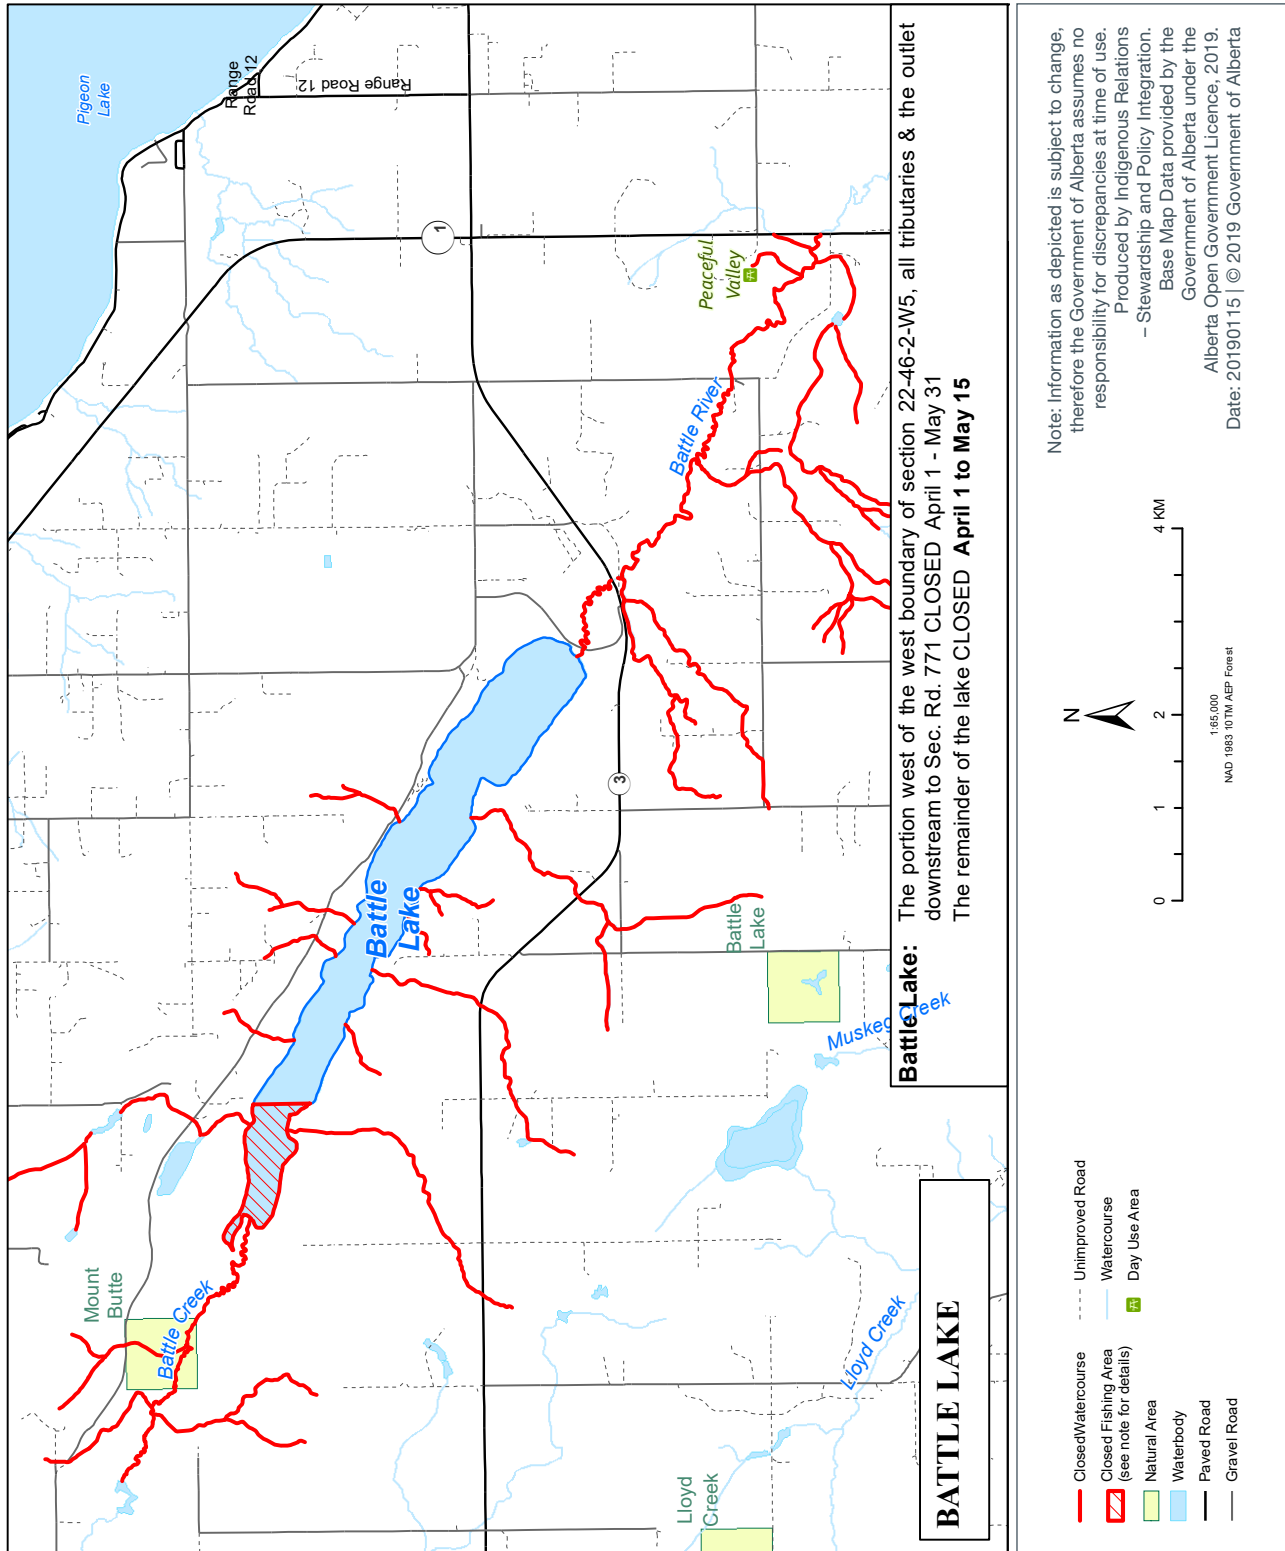 Pigeon
Lake
Range
Road 12
Range Road 12
1
Peaceful
Valley
Battle River
3
Battle
Lake
Battle
Lake
Muskeg Creek
Mount
Butte
Battle Creek
Lloyd Creek
Lloyd
Creek
Battle Lake: The portion west of the west boundary of section 22-46-2-W5, all tributaries & the outlet
downstream to Sec. Rd. 771 CLOSED April 1 - May 31
The remainder of the lake CLOSED April 1 to May 15
BATTLE LAKE
ClosedWatercourse
Closed Fishing Area
(see note for details)
Natural Area
Waterbody
Paved Road
Gravel Road
Unimproved Road
Watercourse
Day Use Area
N
0 1 2 4 KM
1:65,000
NAD 1983 10TM AEP Forest
Note: Information as depicted is subject to change,
therefore the Government of Alberta assumes no
responsibility for discrepancies at time of use.
Produced by Indigenous Relations
– Stewardship and Policy Integration.
Base Map Data provided by the
Government of Alberta under the
Alberta Open Government Licence, 2019.
Date: 20190115 | © 2019 Government of Alberta